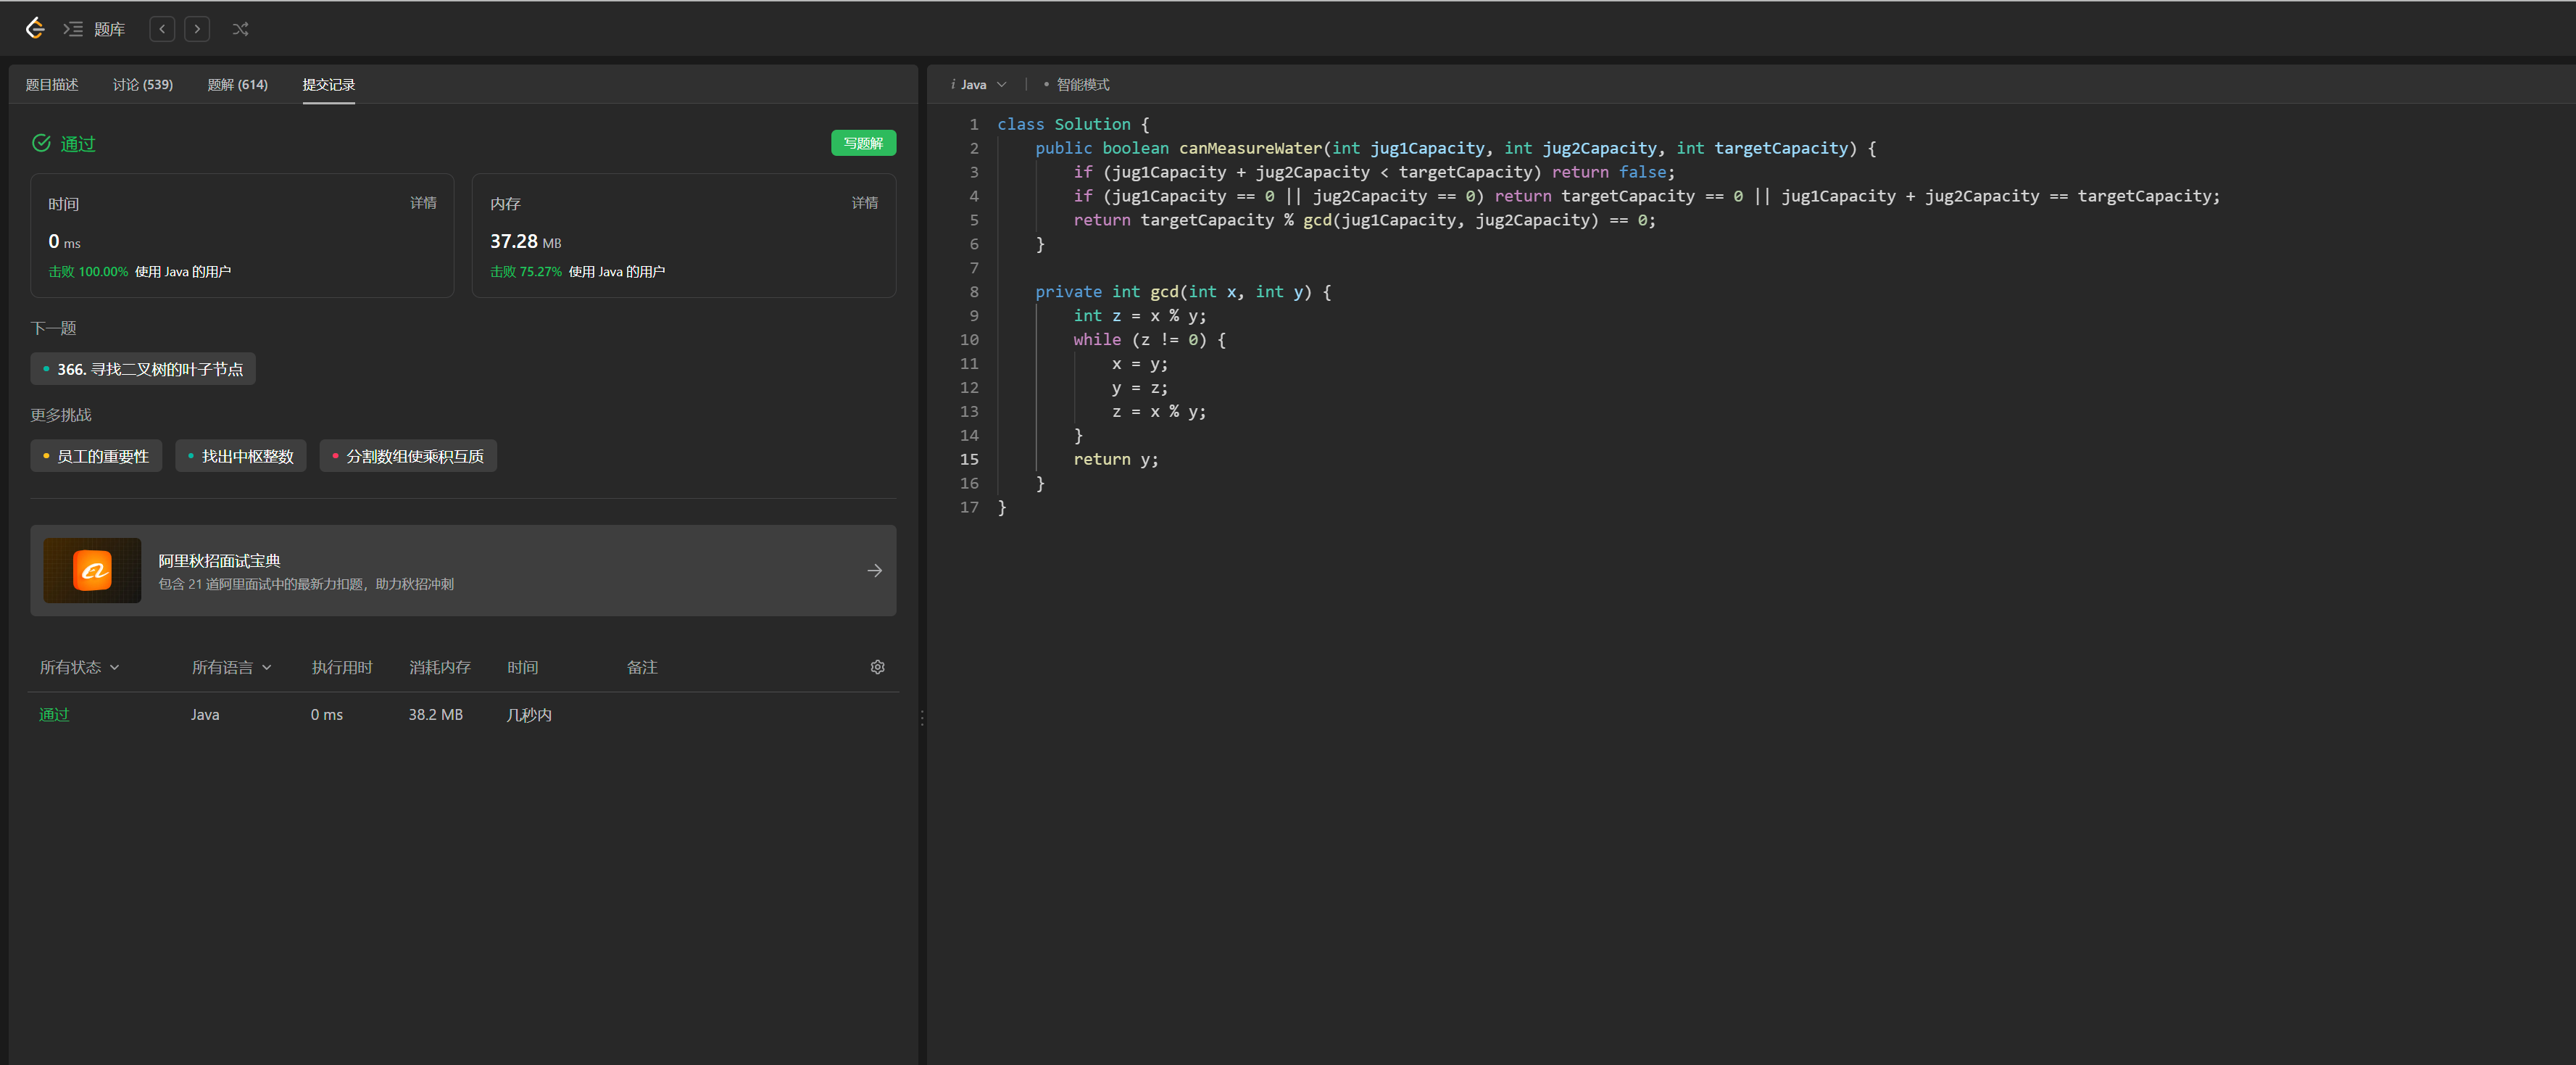 题库
题目描述 讨论 (539) 题解 (614) 提交记录
通过 写题解
时间 详情
0 ms
击败 100.00% 使用 Java 的用户
内存 详情
37.28 MB
击败 75.27% 使用 Java 的用户
下一题
366. 寻找二叉树的叶子节点
更多挑战
员工的重要性 找出中枢整数 分割数组使乘积互质
阿里秋招面试宝典
包含 21 道阿里面试中的最新力扣题，助力秋招冲刺
所有状态 所有语言 执行用时 消耗内存 时间 备注
通过 Java 0 ms 38.2 MB 几秒内
i Java | • 智能模式
1 class Solution {
2     public boolean canMeasureWater(int jug1Capacity, int jug2Capacity, int targetCapacity) {
3         if (jug1Capacity + jug2Capacity < targetCapacity) return false;
4         if (jug1Capacity == 0 || jug2Capacity == 0) return targetCapacity == 0 || jug1Capacity + jug2Capacity == targetCapacity;
5         return targetCapacity % gcd(jug1Capacity, jug2Capacity) == 0;
6     }
7
8     private int gcd(int x, int y) {
9         int z = x % y;
10         while (z != 0) {
11             x = y;
12             y = z;
13             z = x % y;
14         }
15         return y;
16     }
17 }